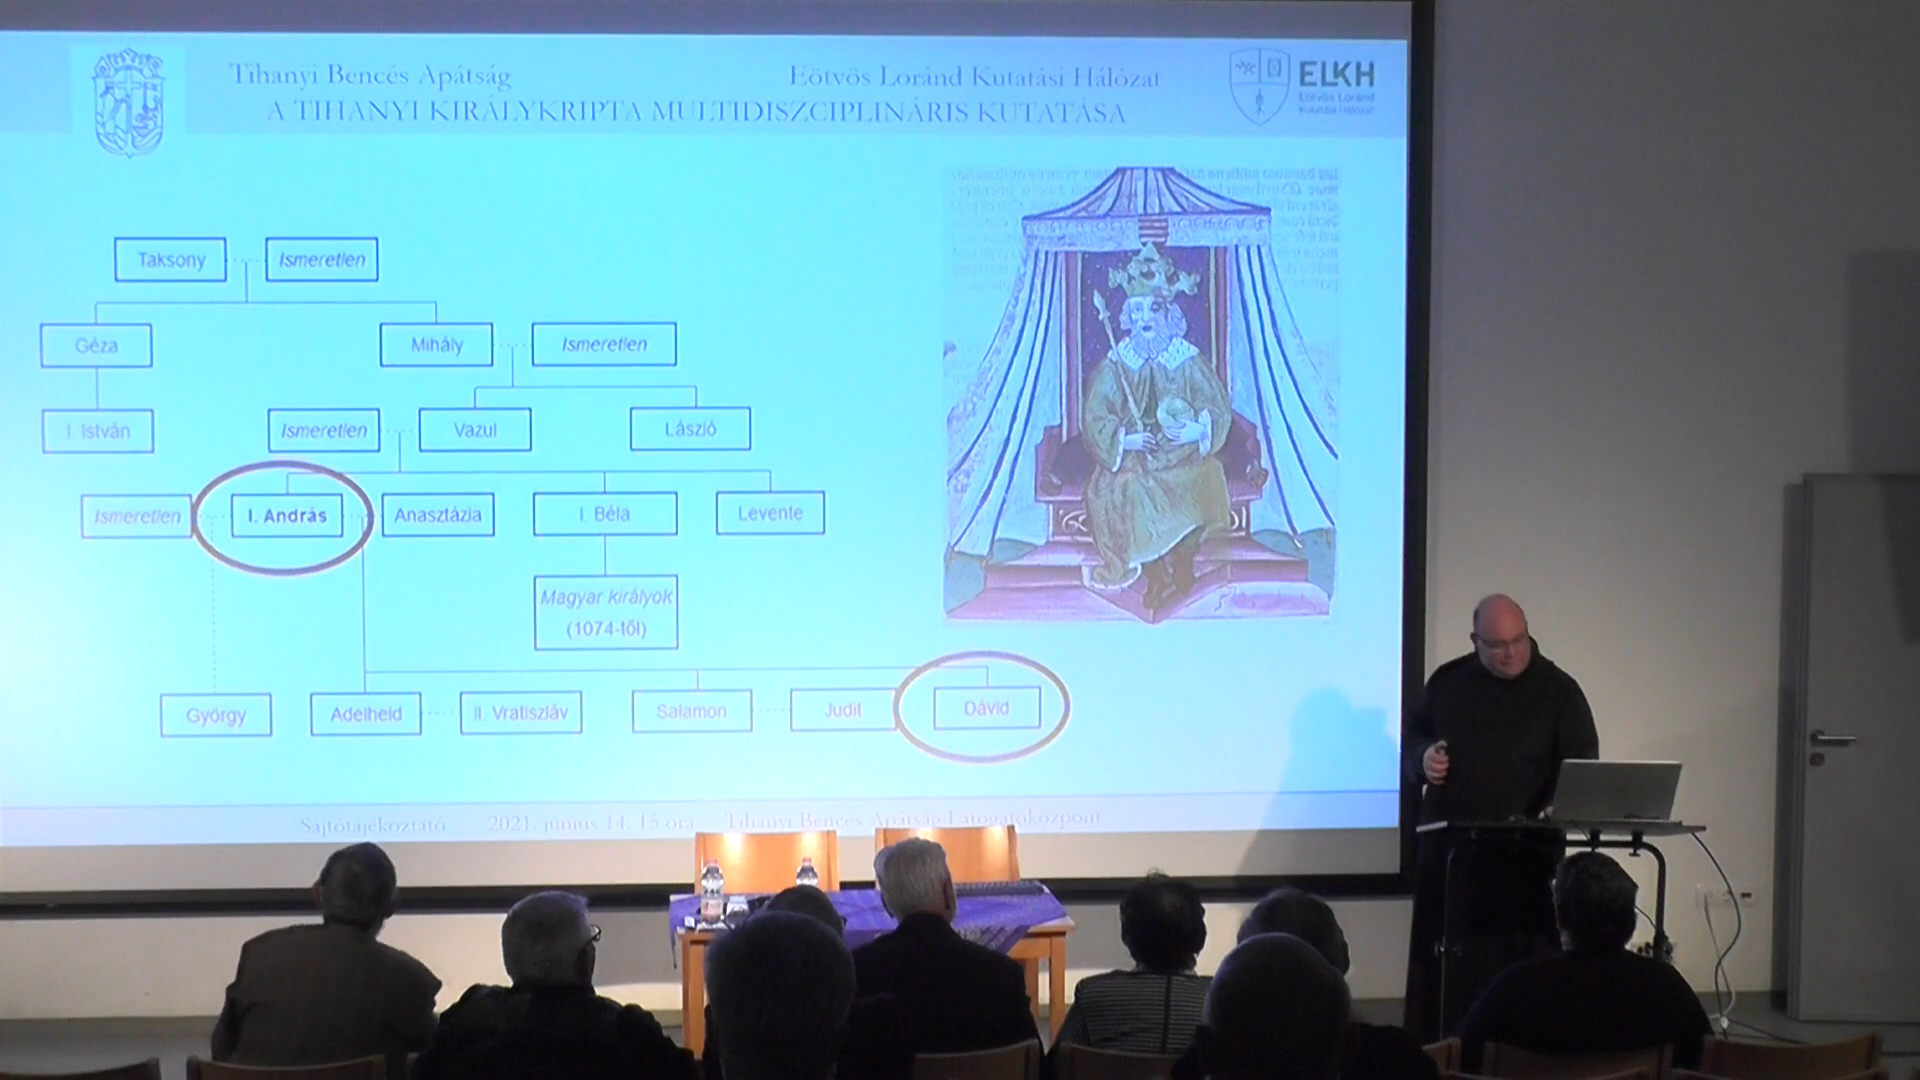 Tihanyi Bencés Apátság
Eötvös Loránd Kutatási Hálózat
A TIHANYI KIRÁLYKRIPTA MULTIDISZCIPLINÁRIS KUTATÁSA
ELKH
Eötvös Loránd
Kutatási Hálózat
Taksony
Ismeretlen
Géza
Mihály
Ismeretlen
I. István
Ismeretlen
Vazul
László
Ismeretlen
I. András
Anasztázia
I. Béla
Levente
Magyar királyok
(1074-től)
György
Adelheid
II. Vratiszláv
Salamon
Judit
Dávid
Sajtótájékoztató 2021. június 14. 15 óra Tihanyi Bencés Apátság Látogatóközpont